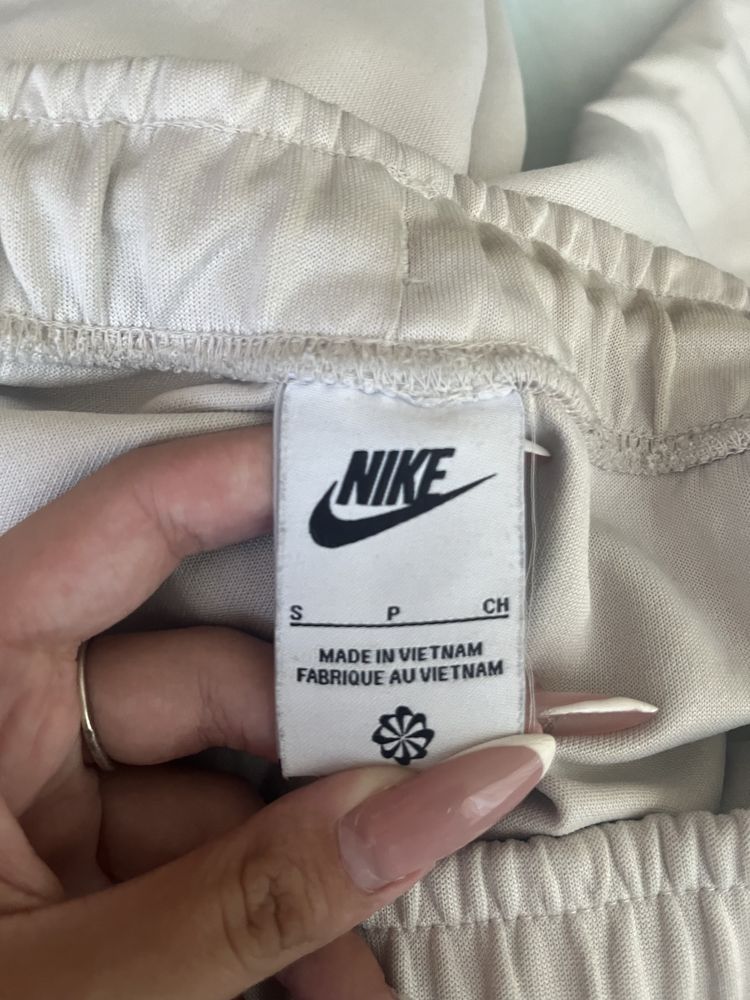 NIKE
S P CH
MADE IN VIETNAM
FABRIQUE AU VIETNAM